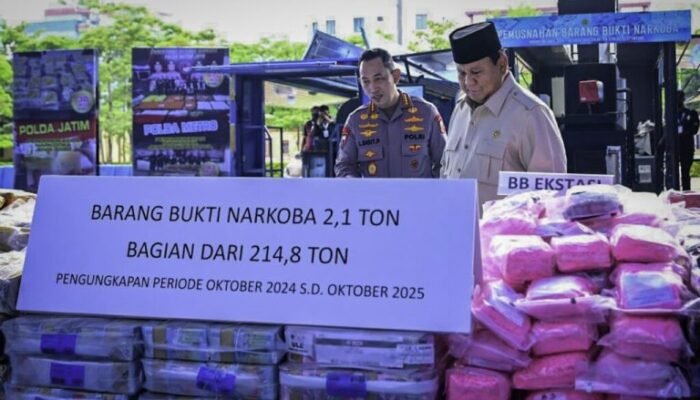 PEMUSNAHAN BARANG BUKTI NARKOBA
POLDA JATIM
POLDA METRO
POLRI
BB EKSTASI
BARANG BUKTI NARKOBA 2,1 TON
BAGIAN DARI 214,8 TON
PENGUNGKAPAN PERIODE OKTOBER 2024 S.D. OKTOBER 2025